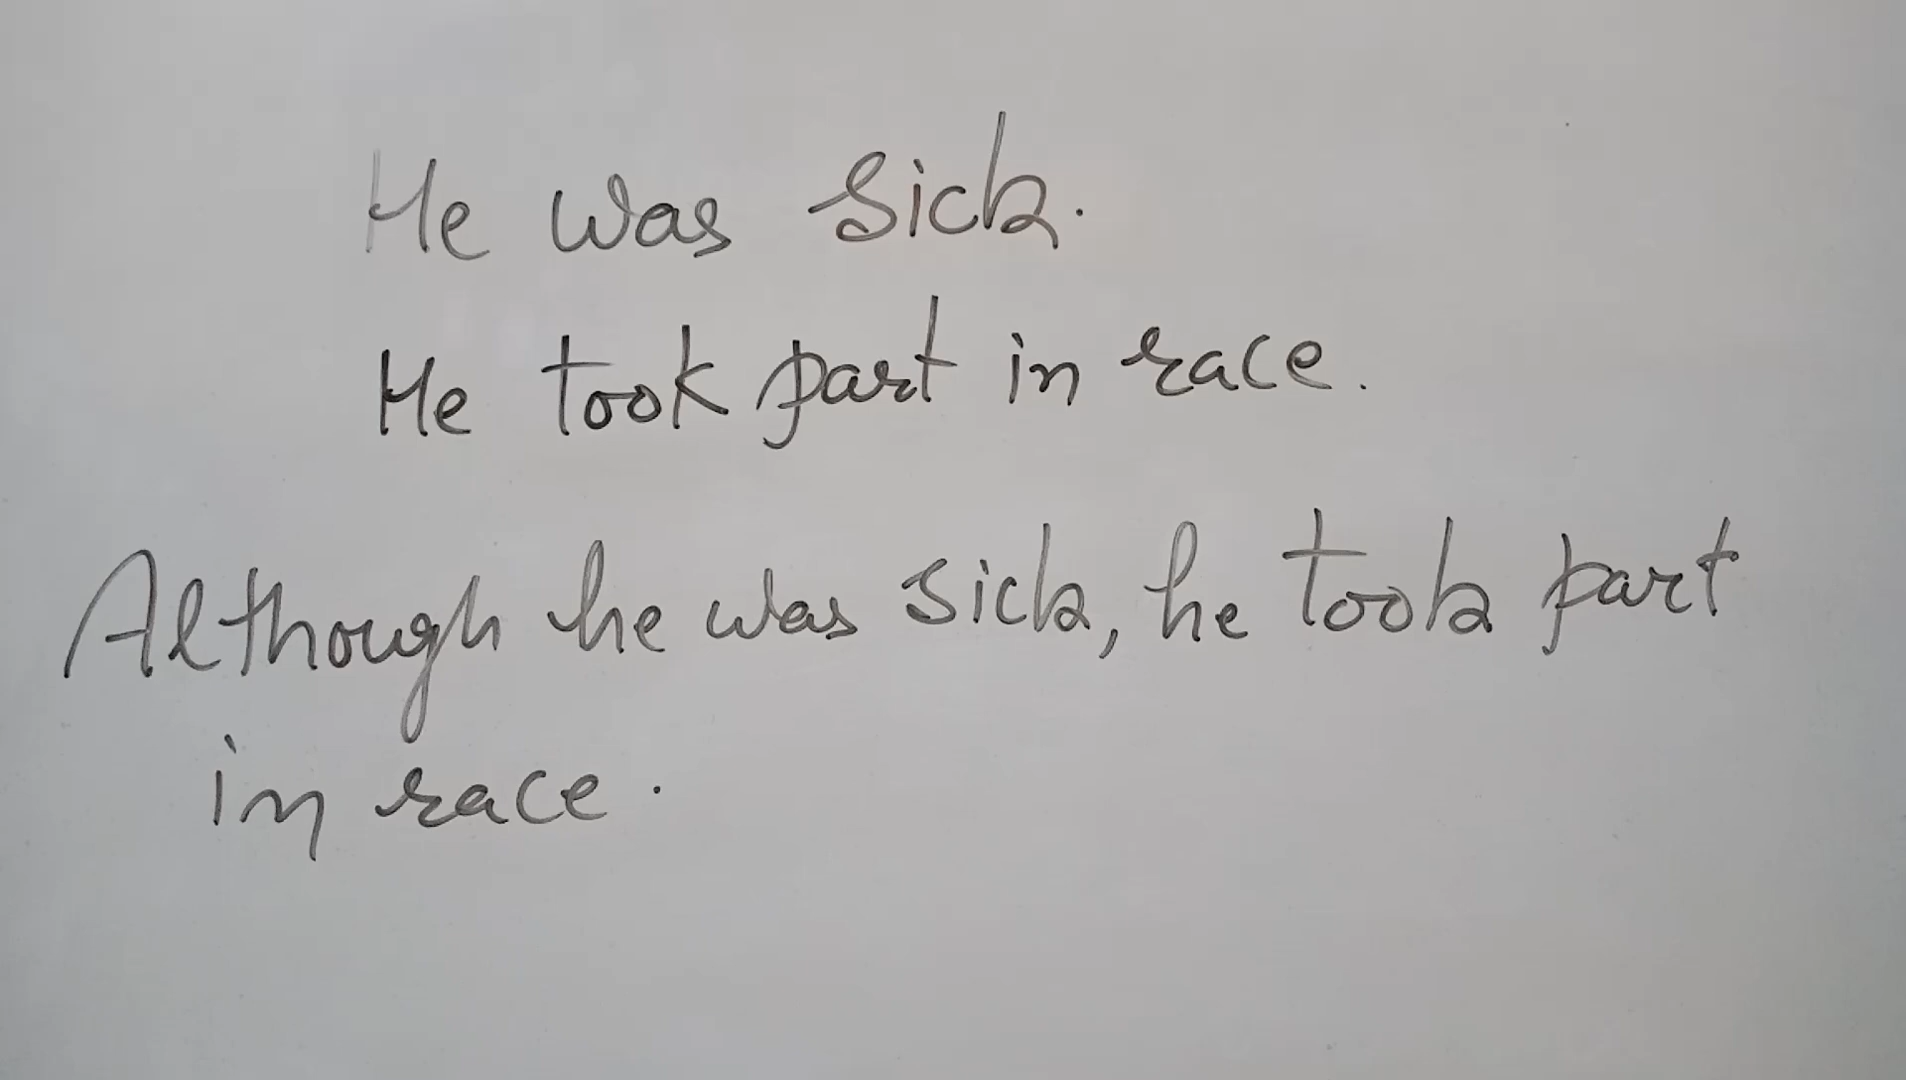 He was sick.
He took part in race.
Although he was sick, he took part
in race.